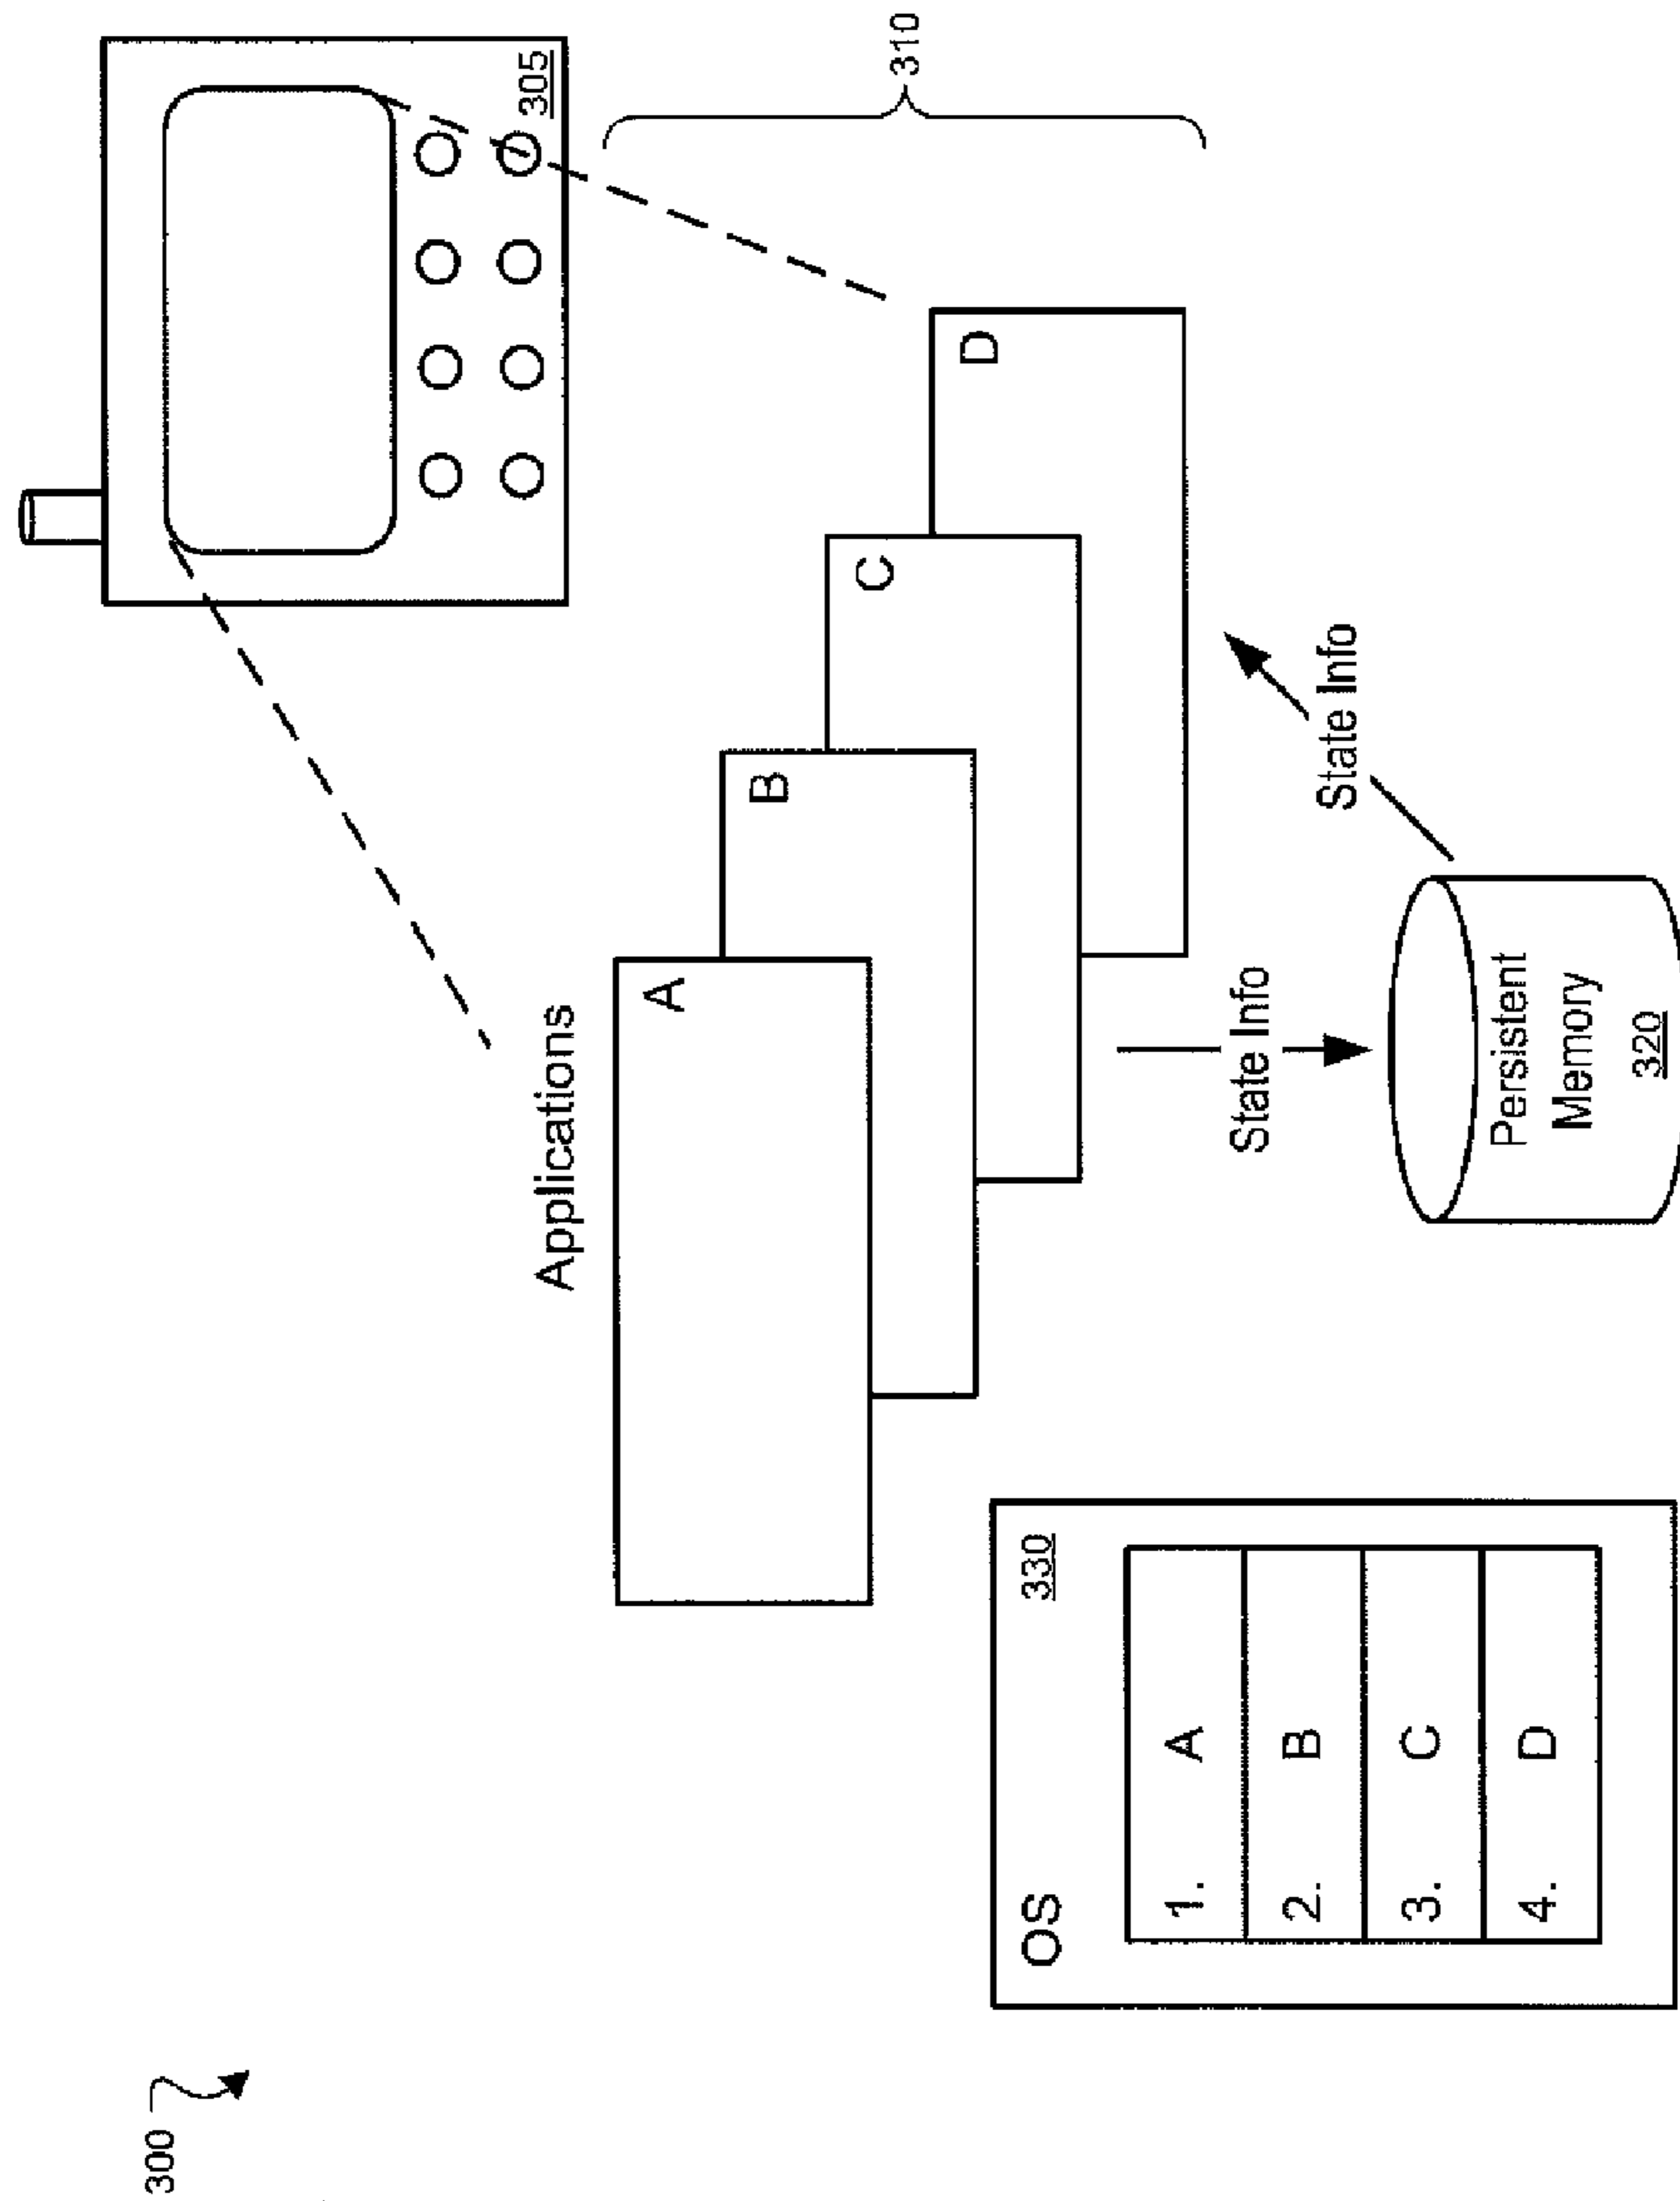 300
305
310
Applications
A
B
C
D
State Info
State Info
Persistent
Memory
320
OS
330
1. A
2. B
3. C
4. D